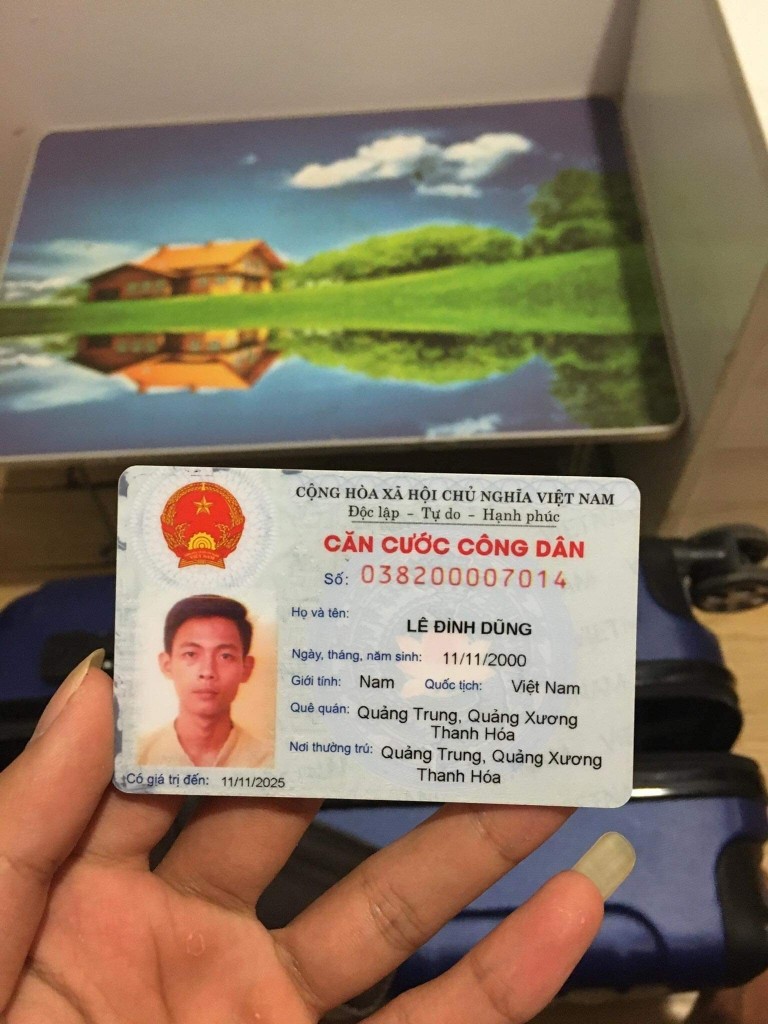 CỘNG HÒA XÃ HỘI CHỦ NGHĨA VIỆT NAM
Độc lập - Tự do - Hạnh phúc
CĂN CƯỚC CÔNG DÂN
Số: 038200007014
Họ và tên:
LÊ ĐÌNH DŨNG
Ngày, tháng, năm sinh: 11/11/2000
Giới tính: Nam Quốc tịch: Việt Nam
Quê quán: Quảng Trung, Quảng Xương
Thanh Hóa
Nơi thường trú: Quảng Trung, Quảng Xương
Thanh Hóa
Có giá trị đến: 11/11/2025